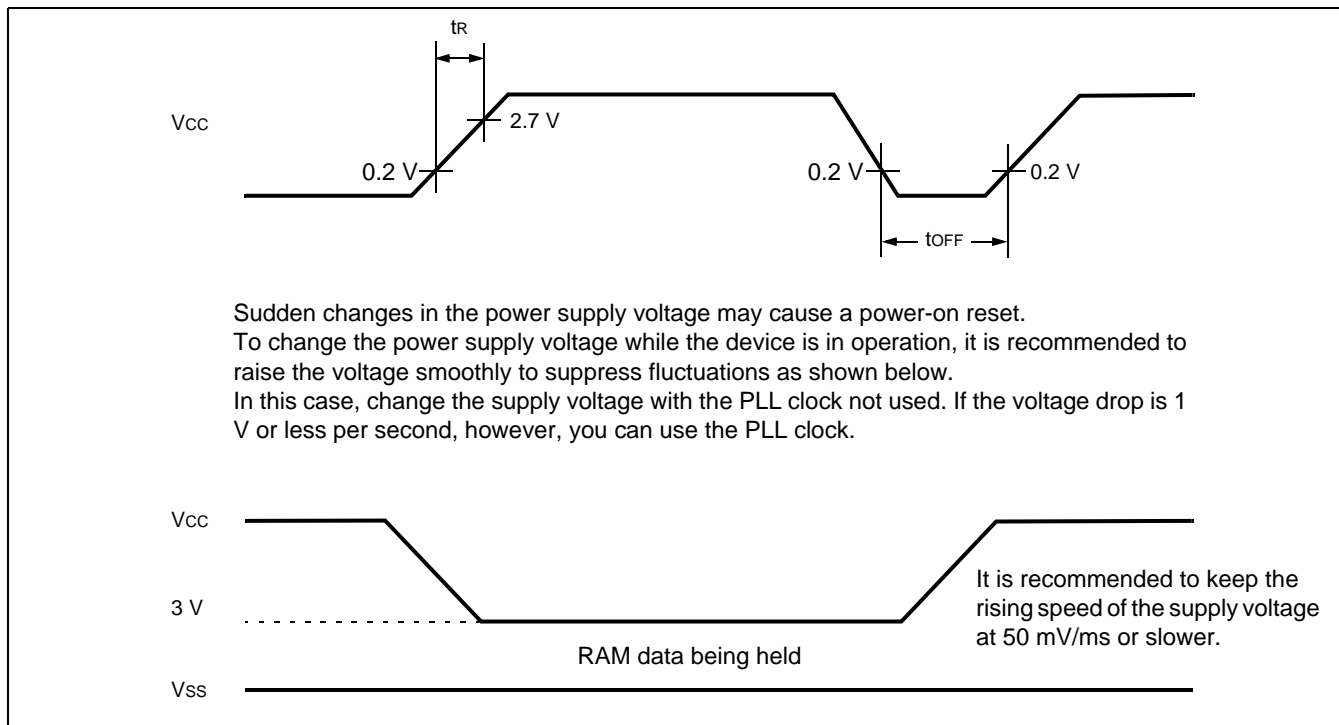 tR
VCC
2.7 V
0.2 V
0.2 V
0.2 V
tOFF
Sudden changes in the power supply voltage may cause a power-on reset.
To change the power supply voltage while the device is in operation, it is recommended to
raise the voltage smoothly to suppress fluctuations as shown below.
In this case, change the supply voltage with the PLL clock not used. If the voltage drop is 1
V or less per second, however, you can use the PLL clock.
VCC
3 V
It is recommended to keep the
rising speed of the supply voltage
at 50 mV/ms or slower.
RAM data being held
VSS